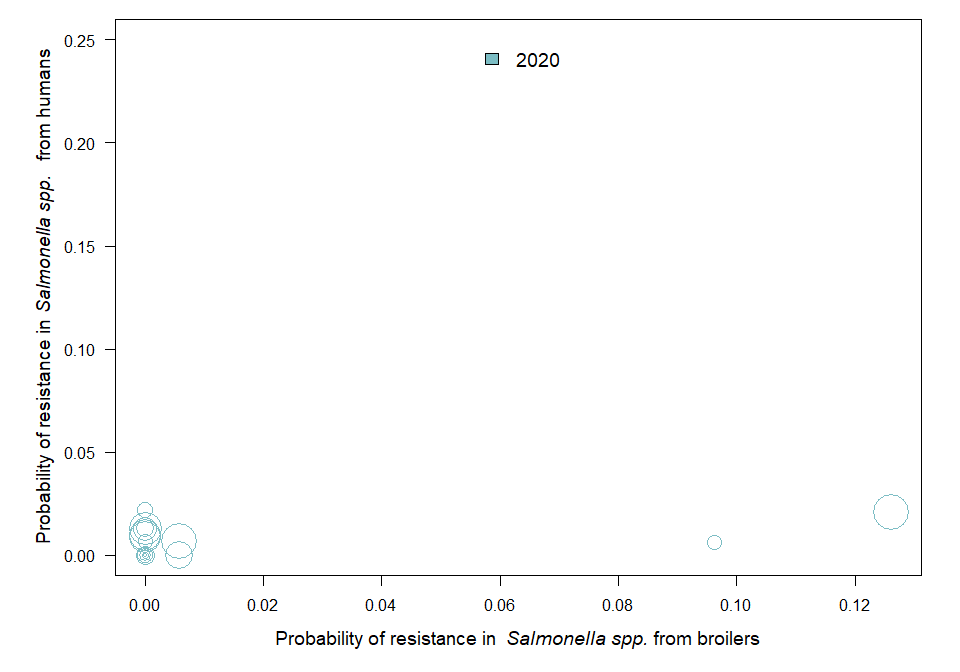 Probability of resistance in Salmonella spp. from humans
0.25
0.20
0.15
0.10
0.05
0.00
2020
0.00 0.02 0.04 0.06 0.08 0.10 0.12
Probability of resistance in Salmonella spp. from broilers